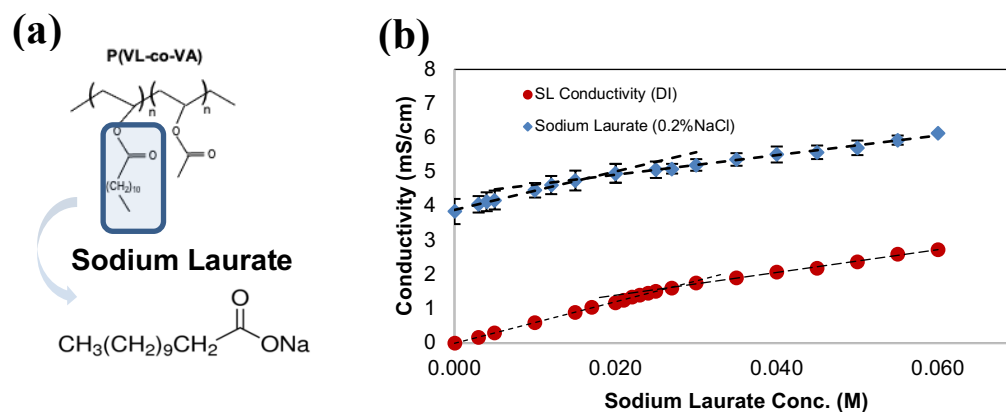 (a)
P(VL-co-VA)
n
n
O
O
O
O
(CH2)10
Sodium Laurate
O
CH3(CH2)9CH2
ONa
(b)
8
7
6
5
4
3
2
1
0
Conductivity (mS/cm)
SL Conductivity (DI)
Sodium Laurate (0.2%NaCl)
0.000 0.020 0.040 0.060
Sodium Laurate Conc. (M)